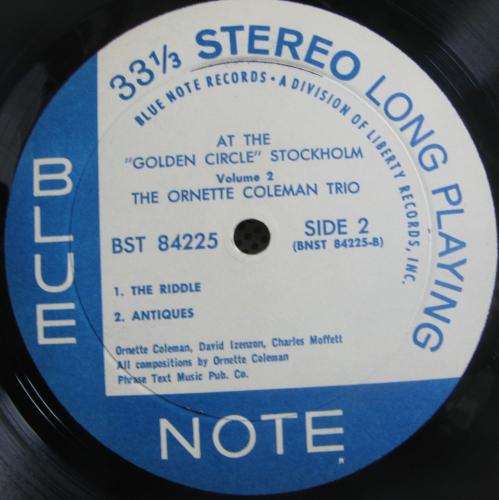 33⅓ STEREO LONG PLAYING
BLUE NOTE RECORDS • A DIVISION OF LIBERTY RECORDS, INC.
AT THE
"GOLDEN CIRCLE" STOCKHOLM
Volume 2
THE ORNETTE COLEMAN TRIO
BST 84225
SIDE 2
(BNST 84225-B)
1. THE RIDDLE
2. ANTIQUES
Ornette Coleman, David Izenzon, Charles Moffett
All compositions by Ornette Coleman
Phrase Text Music Pub. Co.
BLUE
NOTE